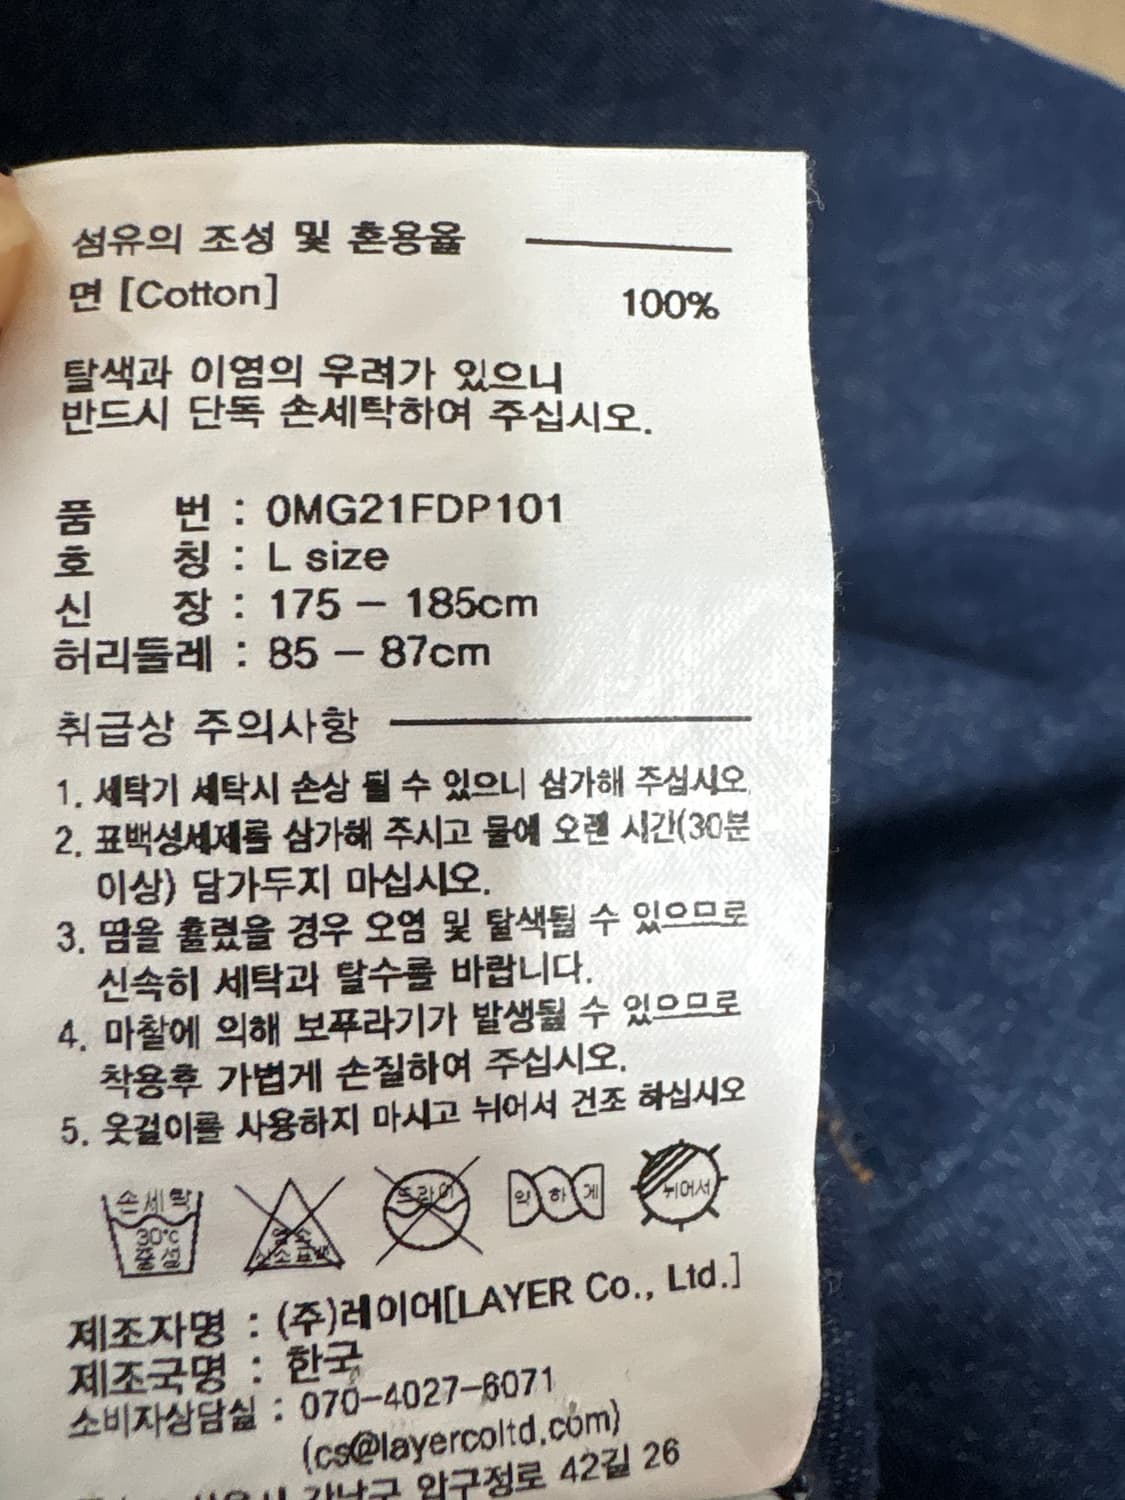 섬유의 조성 및 혼용율
면 [Cotton] 100%
탈색과 이염의 우려가 있으니
반드시 단독 손세탁하여 주십시오.
품 번 : 0MG21FDP101
호 칭 : L size
신 장 : 175 - 185cm
허리둘레 : 85 - 87cm
취급상 주의사항
1. 세탁기 세탁시 손상 될 수 있으니 삼가해 주십시오
2. 표백성세제를 삼가해 주시고 물에 오랜 시간(30분
이상) 담가두지 마십시오.
3. 땀을 흘렸을 경우 오염 및 탈색될 수 있으므로
신속히 세탁과 탈수를 바랍니다.
4. 마찰에 의해 보푸라기가 발생될 수 있으므로
착용후 가볍게 손질하여 주십시오.
5. 옷걸이를 사용하지 마시고 뉘어서 건조 하십시오
손세탁 30℃ 중성 염소 산소표백 드라이 약하게 뉘어서
제조자명 : (주)레이어[LAYER Co., Ltd.]
제조국명 : 한국
소비자상담실 : 070-4027-6071
(cs@layercoltd.com)
강남구 압구정로 42길 26